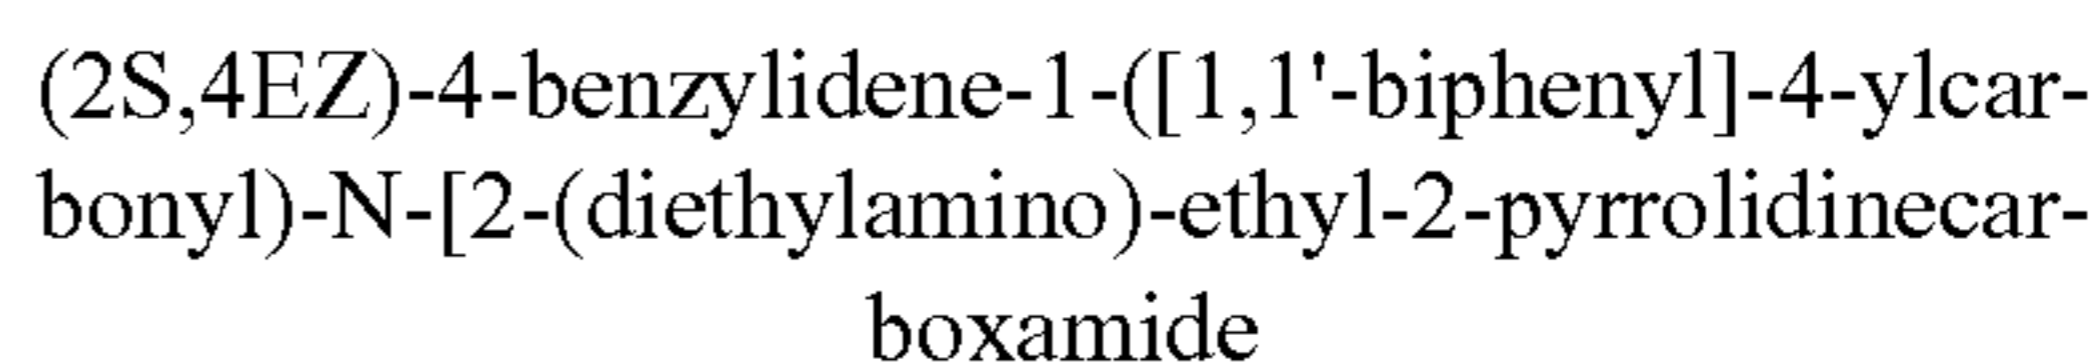 (2S,4EZ)-4-benzylidene-1-([1,1'-biphenyl]-4-ylcar-
bonyl)-N-[2-(diethylamino)-ethyl-2-pyrrolidinecar-
boxamide